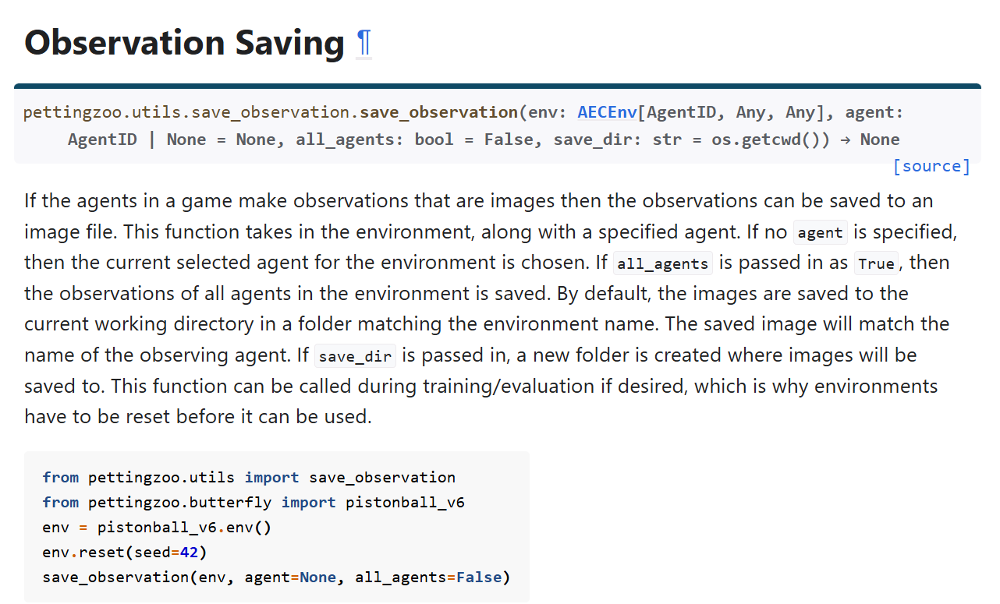 Observation Saving ¶
pettingzoo.utils.save_observation.save_observation(env: AECEnv[AgentID, Any, Any], agent:
AgentID | None = None, all_agents: bool = False, save_dir: str = os.getcwd()) → None
[source]
If the agents in a game make observations that are images then the observations can be saved to an
image file. This function takes in the environment, along with a specified agent. If no agent is specified,
then the current selected agent for the environment is chosen. If all_agents is passed in as True, then
the observations of all agents in the environment is saved. By default, the images are saved to the
current working directory in a folder matching the environment name. The saved image will match the
name of the observing agent. If save_dir is passed in, a new folder is created where images will be
saved to. This function can be called during training/evaluation if desired, which is why environments
have to be reset before it can be used.
from pettingzoo.utils import save_observation
from pettingzoo.butterfly import pistonball_v6
env = pistonball_v6.env()
env.reset(seed=42)
save_observation(env, agent=None, all_agents=False)